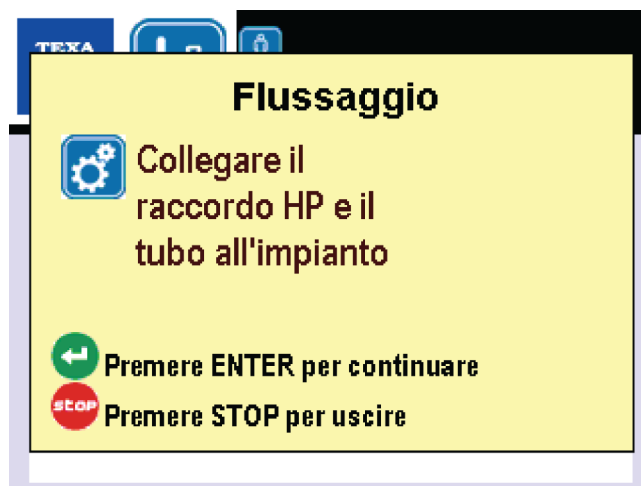 TEXA
Flussaggio
Collegare il
raccordo HP e il
tubo all'impianto
Premere ENTER per continuare
stop Premere STOP per uscire